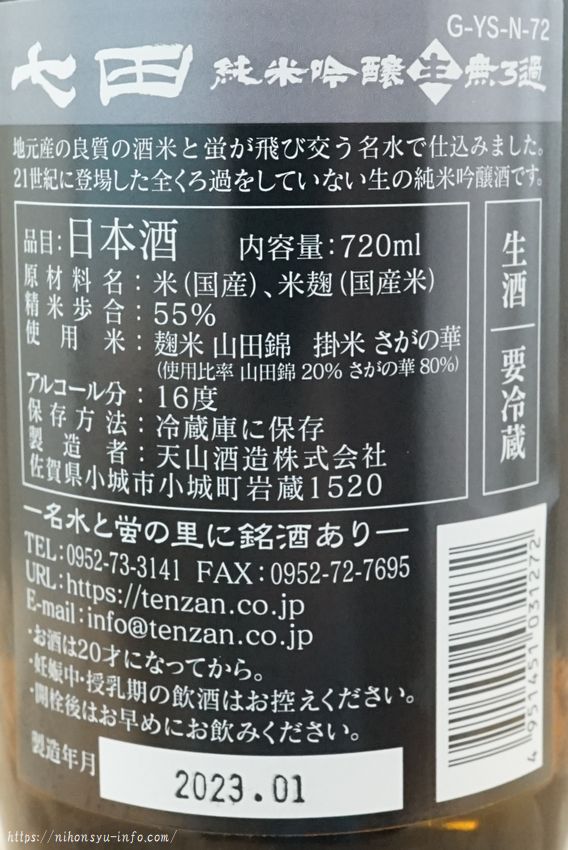 G-YS-N-72
七田 純米吟醸 生 無ろ過
地元産の良質の酒米と蛍が飛び交う名水で仕込みました。
21世紀に登場した全くろ過をしていない生の純米吟醸酒です。
品目：日本酒 内容量：720ml
原材料名：米（国産）、米麹（国産米）
精米歩合：55%
使用米：麹米 山田錦 掛米 さがの華
（使用比率 山田錦 20% さがの華 80%）
アルコール分：16度
保存方法：冷蔵庫に保存
製造者：天山酒造株式会社
佐賀県小城市小城町岩蔵1520
生酒 要冷蔵
ー名水と蛍の里に銘酒ありー
TEL：0952-73-3141 FAX：0952-72-7695
URL：https://tenzan.co.jp
E-mail：info@tenzan.co.jp
・お酒は20才になってから。
・妊娠中・授乳期の飲酒はお控えください。
・開栓後はお早めにお飲みください。
製造年月 2023.01
4 951451 031272
https://nihonsyu-info.com/